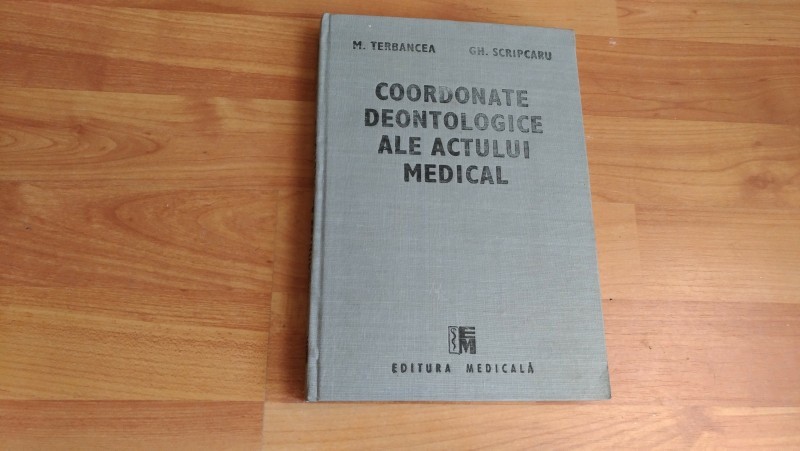 M. TERBANCEA GH. SCRIPCARU
COORDONATE
DEONTOLOGICE
ALE ACTULUI
MEDICAL
EM
EDITURA MEDICALĂ